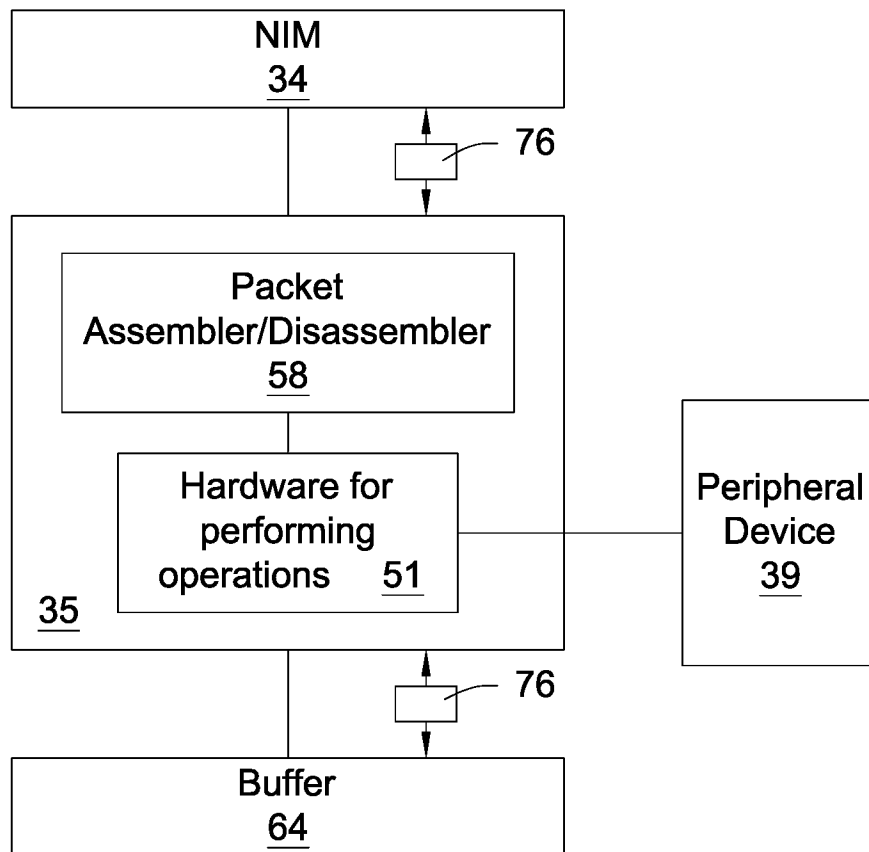 NIM
34
76
Packet
Assembler/Disassembler
58
Hardware for
performing
operations 51
35
Peripheral
Device
39
76
Buffer
64